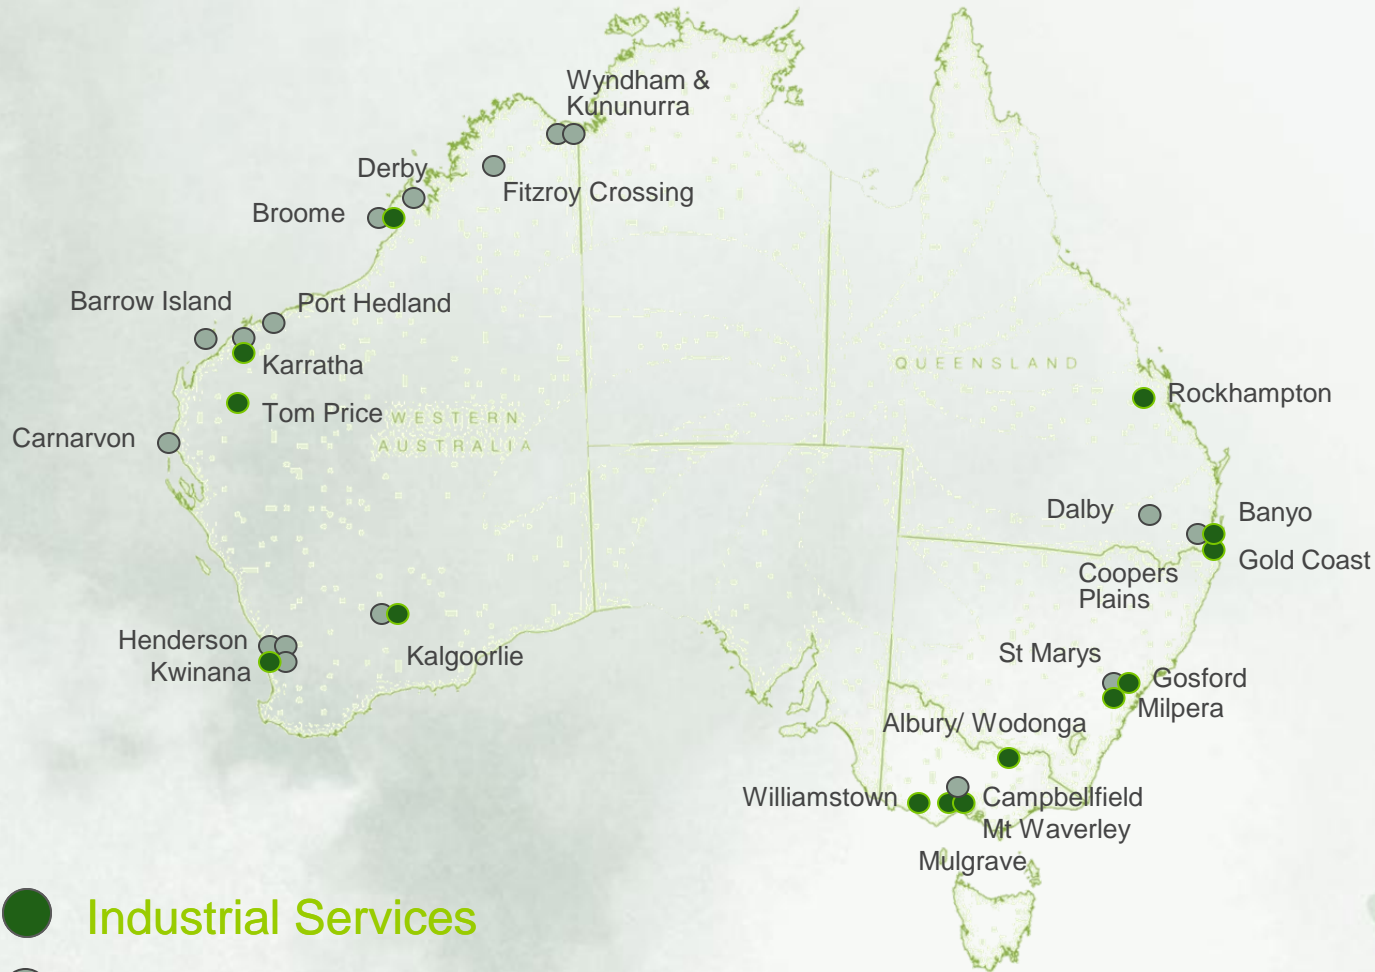 Wyndham &
Kununurra
Derby
Fitzroy Crossing
Broome
Barrow Island
Port Hedland
Karratha
QUEENSLAND
Rockhampton
Tom Price
WESTERN
AUSTRALIA
Carnarvon
Dalby
Banyo
Gold Coast
Coopers
Plains
Henderson
Kwinana
Kalgoorlie
St Marys
Gosford
Milpera
Albury/ Wodonga
Williamstown
Campbellfield
Mt Waverley
Mulgrave
Industrial Services